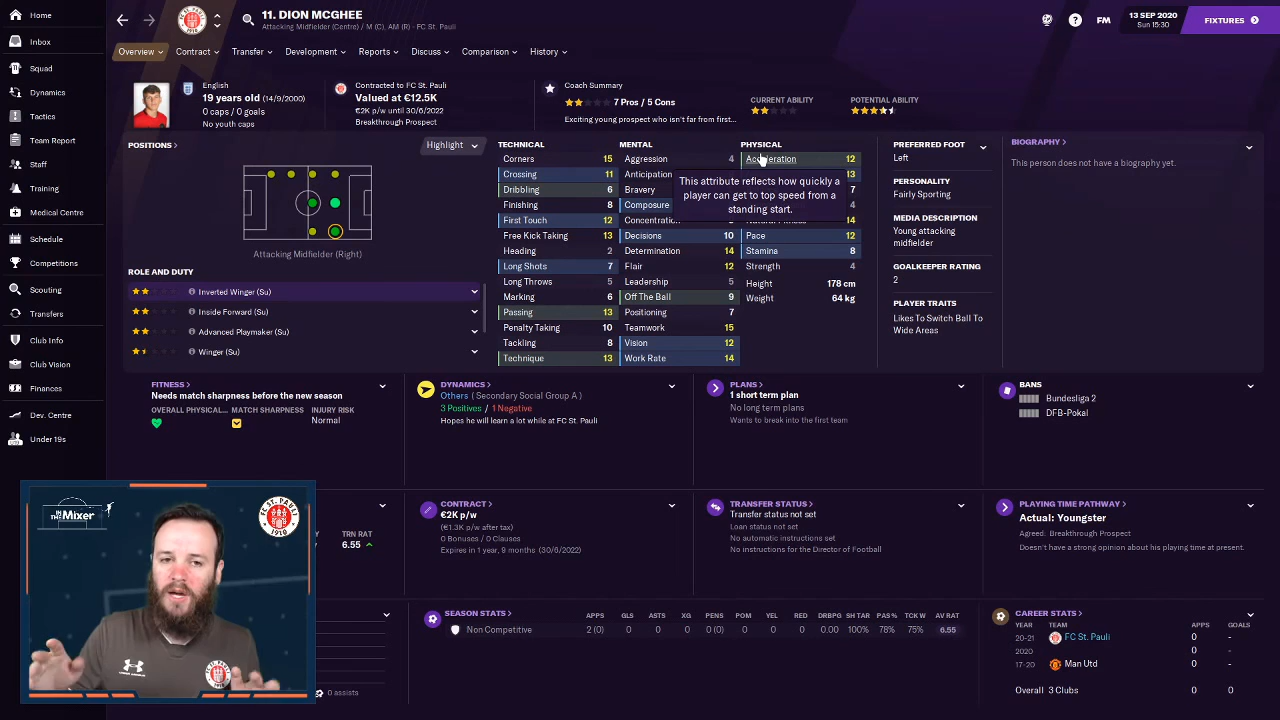 Home
Inbox
Squad
Dynamics
Tactics
Team Report
Staff
Training
Medical Centre
Schedule
Competitions
Scouting
Transfers
Club Info
Club Vision
Finances
Dev. Centre
Under 19s
11. DION MCGHEE
Attacking Midfielder (Centre) / M (C), AM (R) - FC St. Pauli
FM
13 SEP 2020
Sun 15:30
FIXTURES
Overview
Contract
Transfer
Development
Reports
Discuss
Comparison
History
English
19 years old (14/9/2000)
0 caps / 0 goals
No youth caps
Contracted to FC St. Pauli
Valued at €12.5K
€2K p/w until 30/6/2022
Breakthrough Prospect
Coach Summary
7 Pros / 5 Cons
Exciting young prospect who isn't far from first...
CURRENT ABILITY
POTENTIAL ABILITY
POSITIONS
Highlight
Attacking Midfielder (Right)
ROLE AND DUTY
Inverted Winger (Su)
Inside Forward (Su)
Advanced Playmaker (Su)
Winger (Su)
TECHNICAL
Corners 15
Crossing 11
Dribbling 6
Finishing 8
First Touch 12
Free Kick Taking 13
Heading 2
Long Shots 7
Long Throws 5
Marking 6
Passing 13
Penalty Taking 10
Tackling 8
Technique 13
MENTAL
Aggression 4
Anticipation
Bravery
Composure
Concentra
Decisions 10
Determination 14
Flair 12
Leadership 5
Off The Ball 9
Positioning 7
Teamwork 15
Vision 12
Work Rate 14
PHYSICAL
Acceleration 12
13
7
4
Natural Fitness 14
Pace 12
Stamina 8
Strength 4
Height 178 cm
Weight 64 kg
This attribute reflects how quickly a
player can get to top speed from a
standing start.
PREFERRED FOOT
Left
PERSONALITY
Fairly Sporting
MEDIA DESCRIPTION
Young attacking
midfielder
GOALKEEPER RATING
2
PLAYER TRAITS
Likes To Switch Ball To
Wide Areas
BIOGRAPHY
This person does not have a biography yet.
FITNESS
Needs match sharpness before the new season
OVERALL PHYSICAL... MATCH SHARPNESS INJURY RISK
Normal
DYNAMICS
Others ( Secondary Social Group A )
3 Positives / 1 Negative
Hopes he will learn a lot while at FC St. Pauli
PLANS
1 short term plan
No long term plans
Wants to break into the first team
BANS
Bundesliga 2
DFB-Pokal
TRN RAT
6.55
CONTRACT
€2K p/w
(€1.3K p/w after tax)
0 Bonuses / 0 Clauses
Expires in 1 year, 9 months (30/6/2022)
TRANSFER STATUS
Transfer status not set
Loan status not set
No automatic instructions set
No instructions for the Director of Football
PLAYING TIME PATHWAY
Actual: Youngster
Agreed: Breakthrough Prospect
Doesn't have a strong opinion about his playing time at present.
IN
THE Mixer
FC ST. PAULI
1910
UNDER ARMOUR
0 assists
SEASON STATS APPS GLS ASTS XG PENS POM YEL RED DRBPG SH TAR PAS% TCK W AV RAT
Non Competitive 2 (0) 0 0 0 0 (0) 0 0 0 0.00 100% 78% 75% 6.55
CAREER STATS
YEAR TEAM APPS GOALS
20-21 FC St. Pauli 0 -
2020 0 -
17-20 Man Utd 0 -
Overall 3 Clubs 0 0